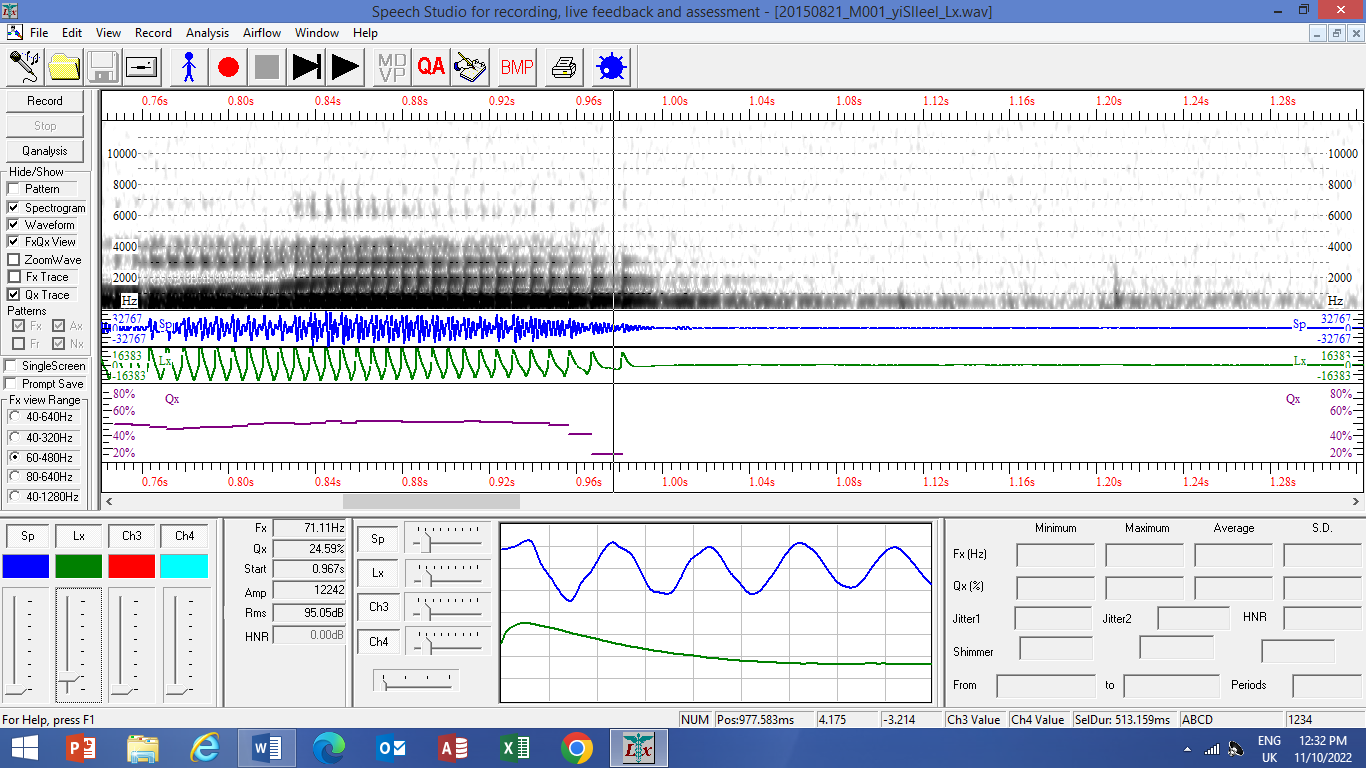 Speech Studio for recording, live feedback and assessment - [20150821_M001_yiSlleel_Lx.wav]
File Edit View Record Analysis Airflow Window Help
MD VP QA BMP
Record
Stop
Qanalysis
Hide/Show
Pattern
Spectrogram
Waveform
FxQx View
ZoomWave
Fx Trace
Qx Trace
Patterns
Fx Ax
Fr Nx
SingleScreen
Prompt Save
Fx view Range
40-640Hz
40-320Hz
60-480Hz
80-640Hz
40-1280Hz
0.76s 0.80s 0.84s 0.88s 0.92s 0.96s 1.00s 1.04s 1.08s 1.12s 1.16s 1.20s 1.24s 1.28s
10000 10000
8000 8000
6000 6000
4000 4000
2000 2000
Hz Hz
32767 Sp Sp 32767
0 0
-32767 -32767
16383 Lx Lx 16383
0 0
-16383 -16383
80% Qx Qx 80%
60% 60%
40% 40%
20% 20%
0.76s 0.80s 0.84s 0.88s 0.92s 0.96s 1.00s 1.04s 1.08s 1.12s 1.16s 1.20s 1.24s 1.28s
Sp Lx Ch3 Ch4
Fx 71.11Hz
Qx 24.59%
Start 0.967s
Amp 12242
Rms 95.05dB
HNR 0.00dB
Sp
Lx
Ch3
Ch4
Minimum Maximum Average S.D.
Fx (Hz)
Qx (%)
Jitter1 Jitter2 HNR
Shimmer
From to Periods
For Help, press F1 NUM Pos:977.583ms 4.175 -3.214 Ch3 Value Ch4 Value SelDur: 513.159ms ABCD 1234
ENG 12:32 PM
UK 11/10/2022